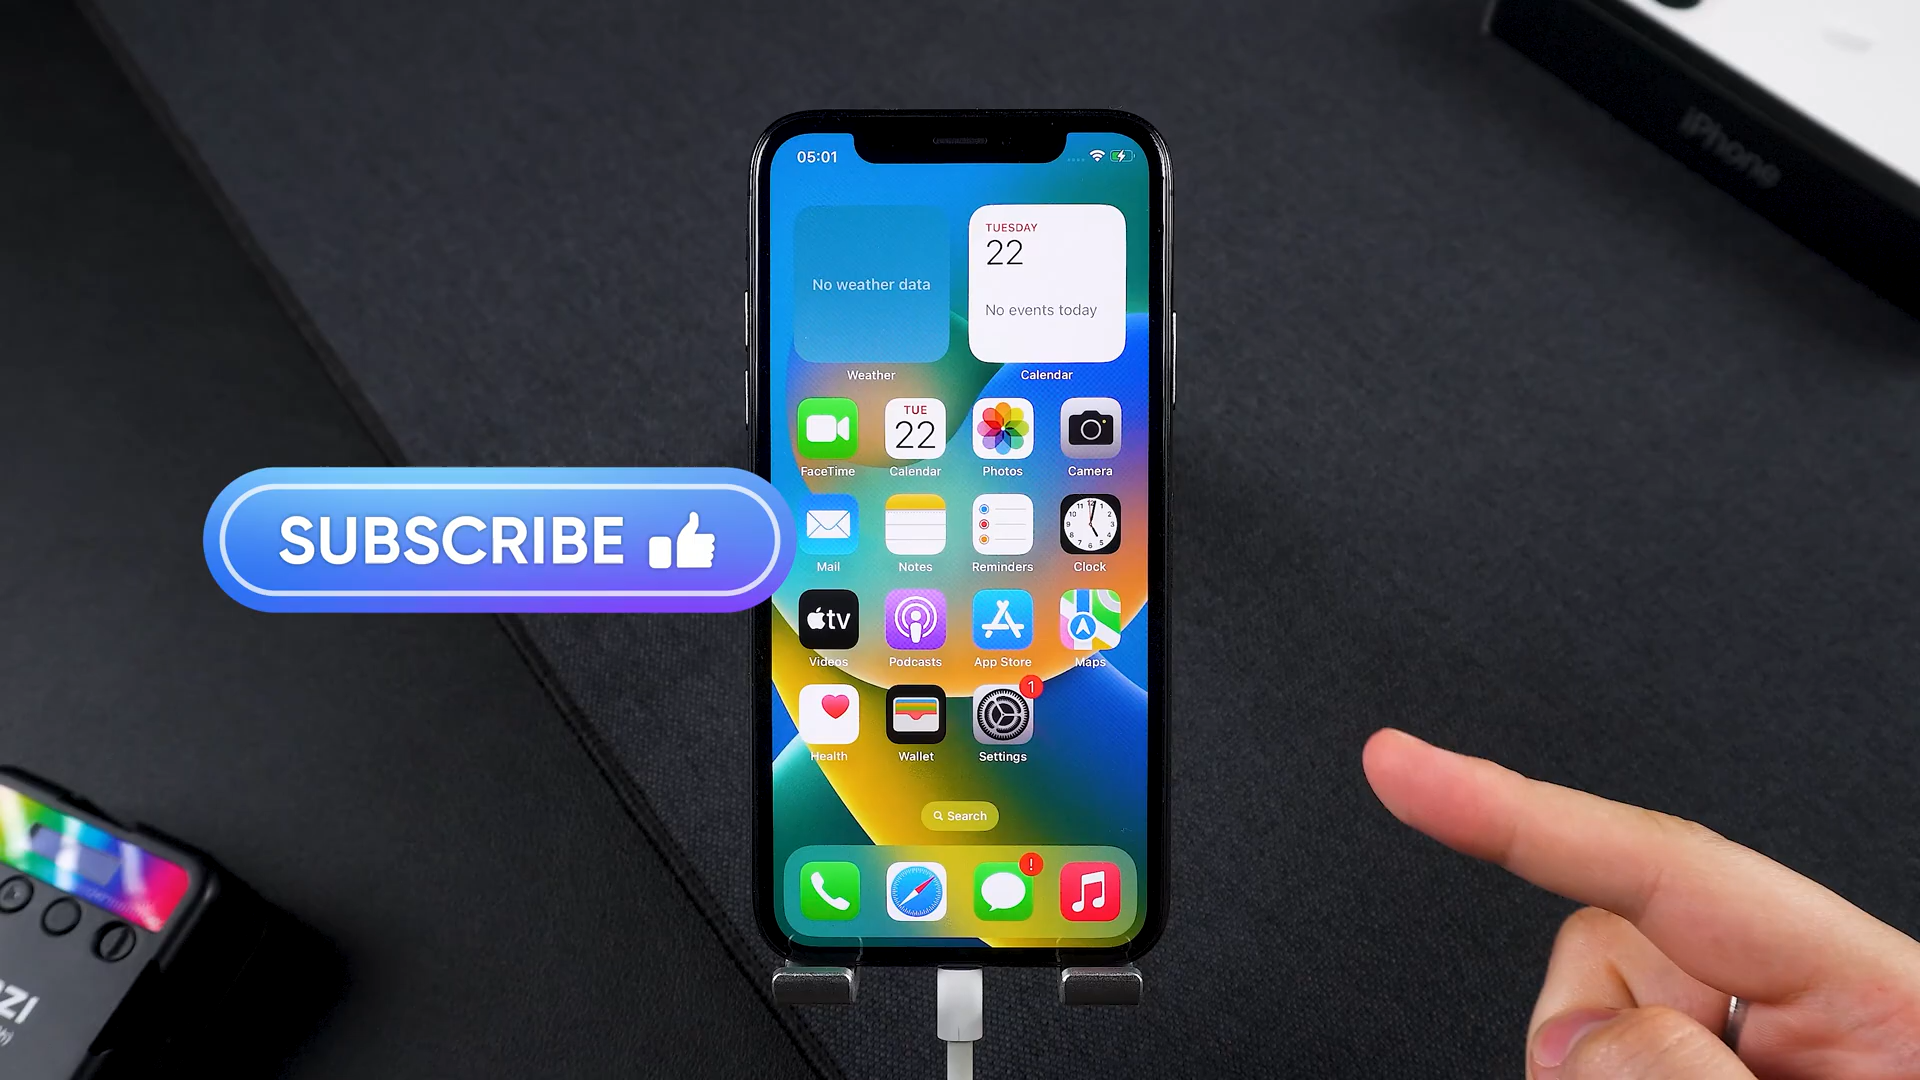 05:01
No weather data
TUESDAY
22
No events today
Weather
Calendar
FaceTime
TUE
22
Calendar
Photos
Camera
SUBSCRIBE
Mail
Notes
Reminders
Clock
tv
Videos
Podcasts
App Store
Maps
Health
Wallet
1
Settings
Search
!
iPhone
ZI